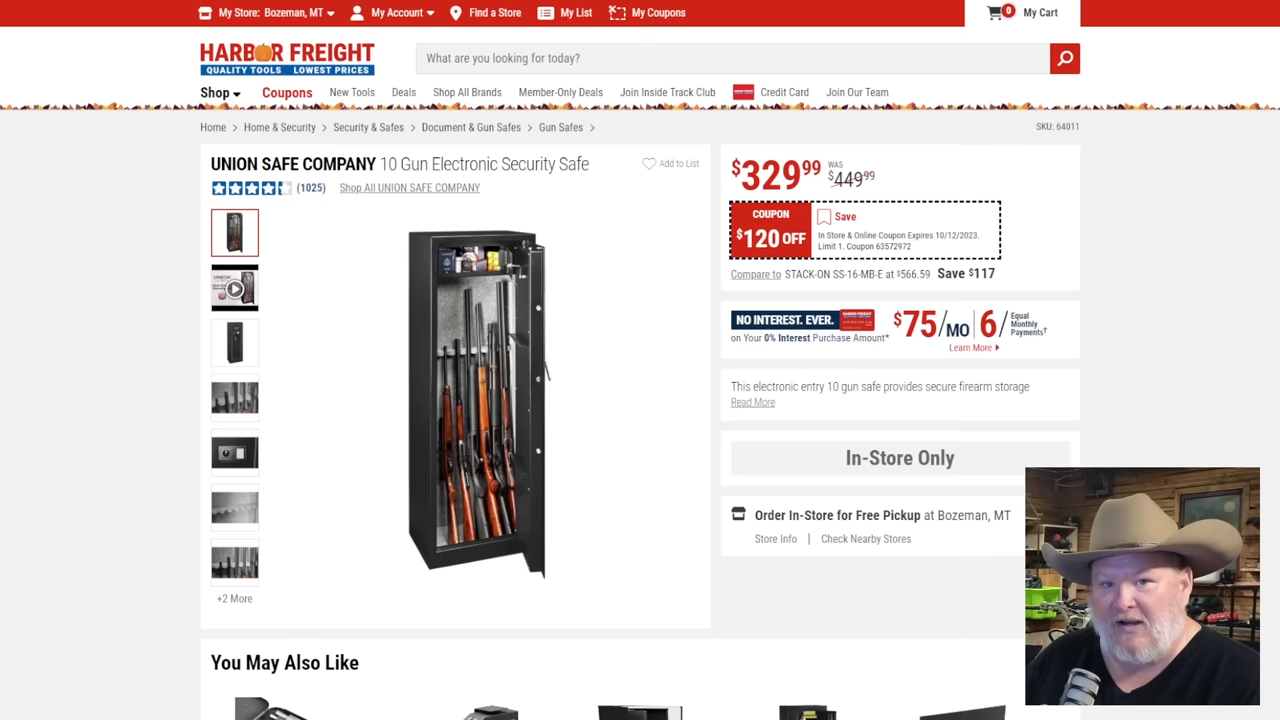 My Store: Bozeman, MT
My Account
Find a Store
My List
My Coupons
0
My Cart
HARBOR FREIGHT
QUALITY TOOLS LOWEST PRICES
What are you looking for today?
Shop
Coupons
New Tools
Deals
Shop All Brands
Member-Only Deals
Join Inside Track Club
Credit Card
Join Our Team
Home > Home & Security > Security & Safes > Document & Gun Safes > Gun Safes >
SKU: 64011
UNION SAFE COMPANY 10 Gun Electronic Security Safe
Add to List
(1025)
Shop All UNION SAFE COMPANY
+2 More
$329 99
WAS
$449 99
COUPON
$120 OFF
Save
In Store & Online Coupon Expires 10/12/2023.
Limit 1. Coupon 63572972
Compare to STACK-ON SS-16-MB-E at $566.59 Save $117
NO INTEREST. EVER.
on Your 0% Interest Purchase Amount*
$75/MO | 6/
Equal
Monthly
Payments†
Learn More
This electronic entry 10 gun safe provides secure firearm storage
Read More
In-Store Only
Order In-Store for Free Pickup at Bozeman, MT
Store Info | Check Nearby Stores
You May Also Like